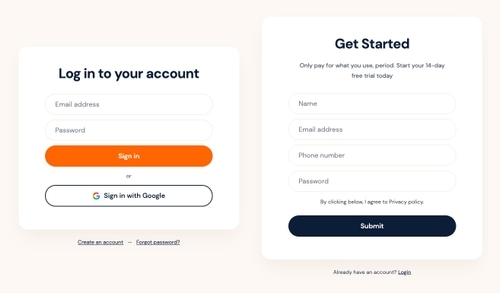 Log in to your account
Email address
Password
Sign in
or
Sign in with Google
Create an account — Forgot password?
Get Started
Only pay for what you use, period. Start your 14-day
free trial today
Name
Email address
Phone number
Password
By clicking below, I agree to Privacy policy.
Submit
Already have an account? Login